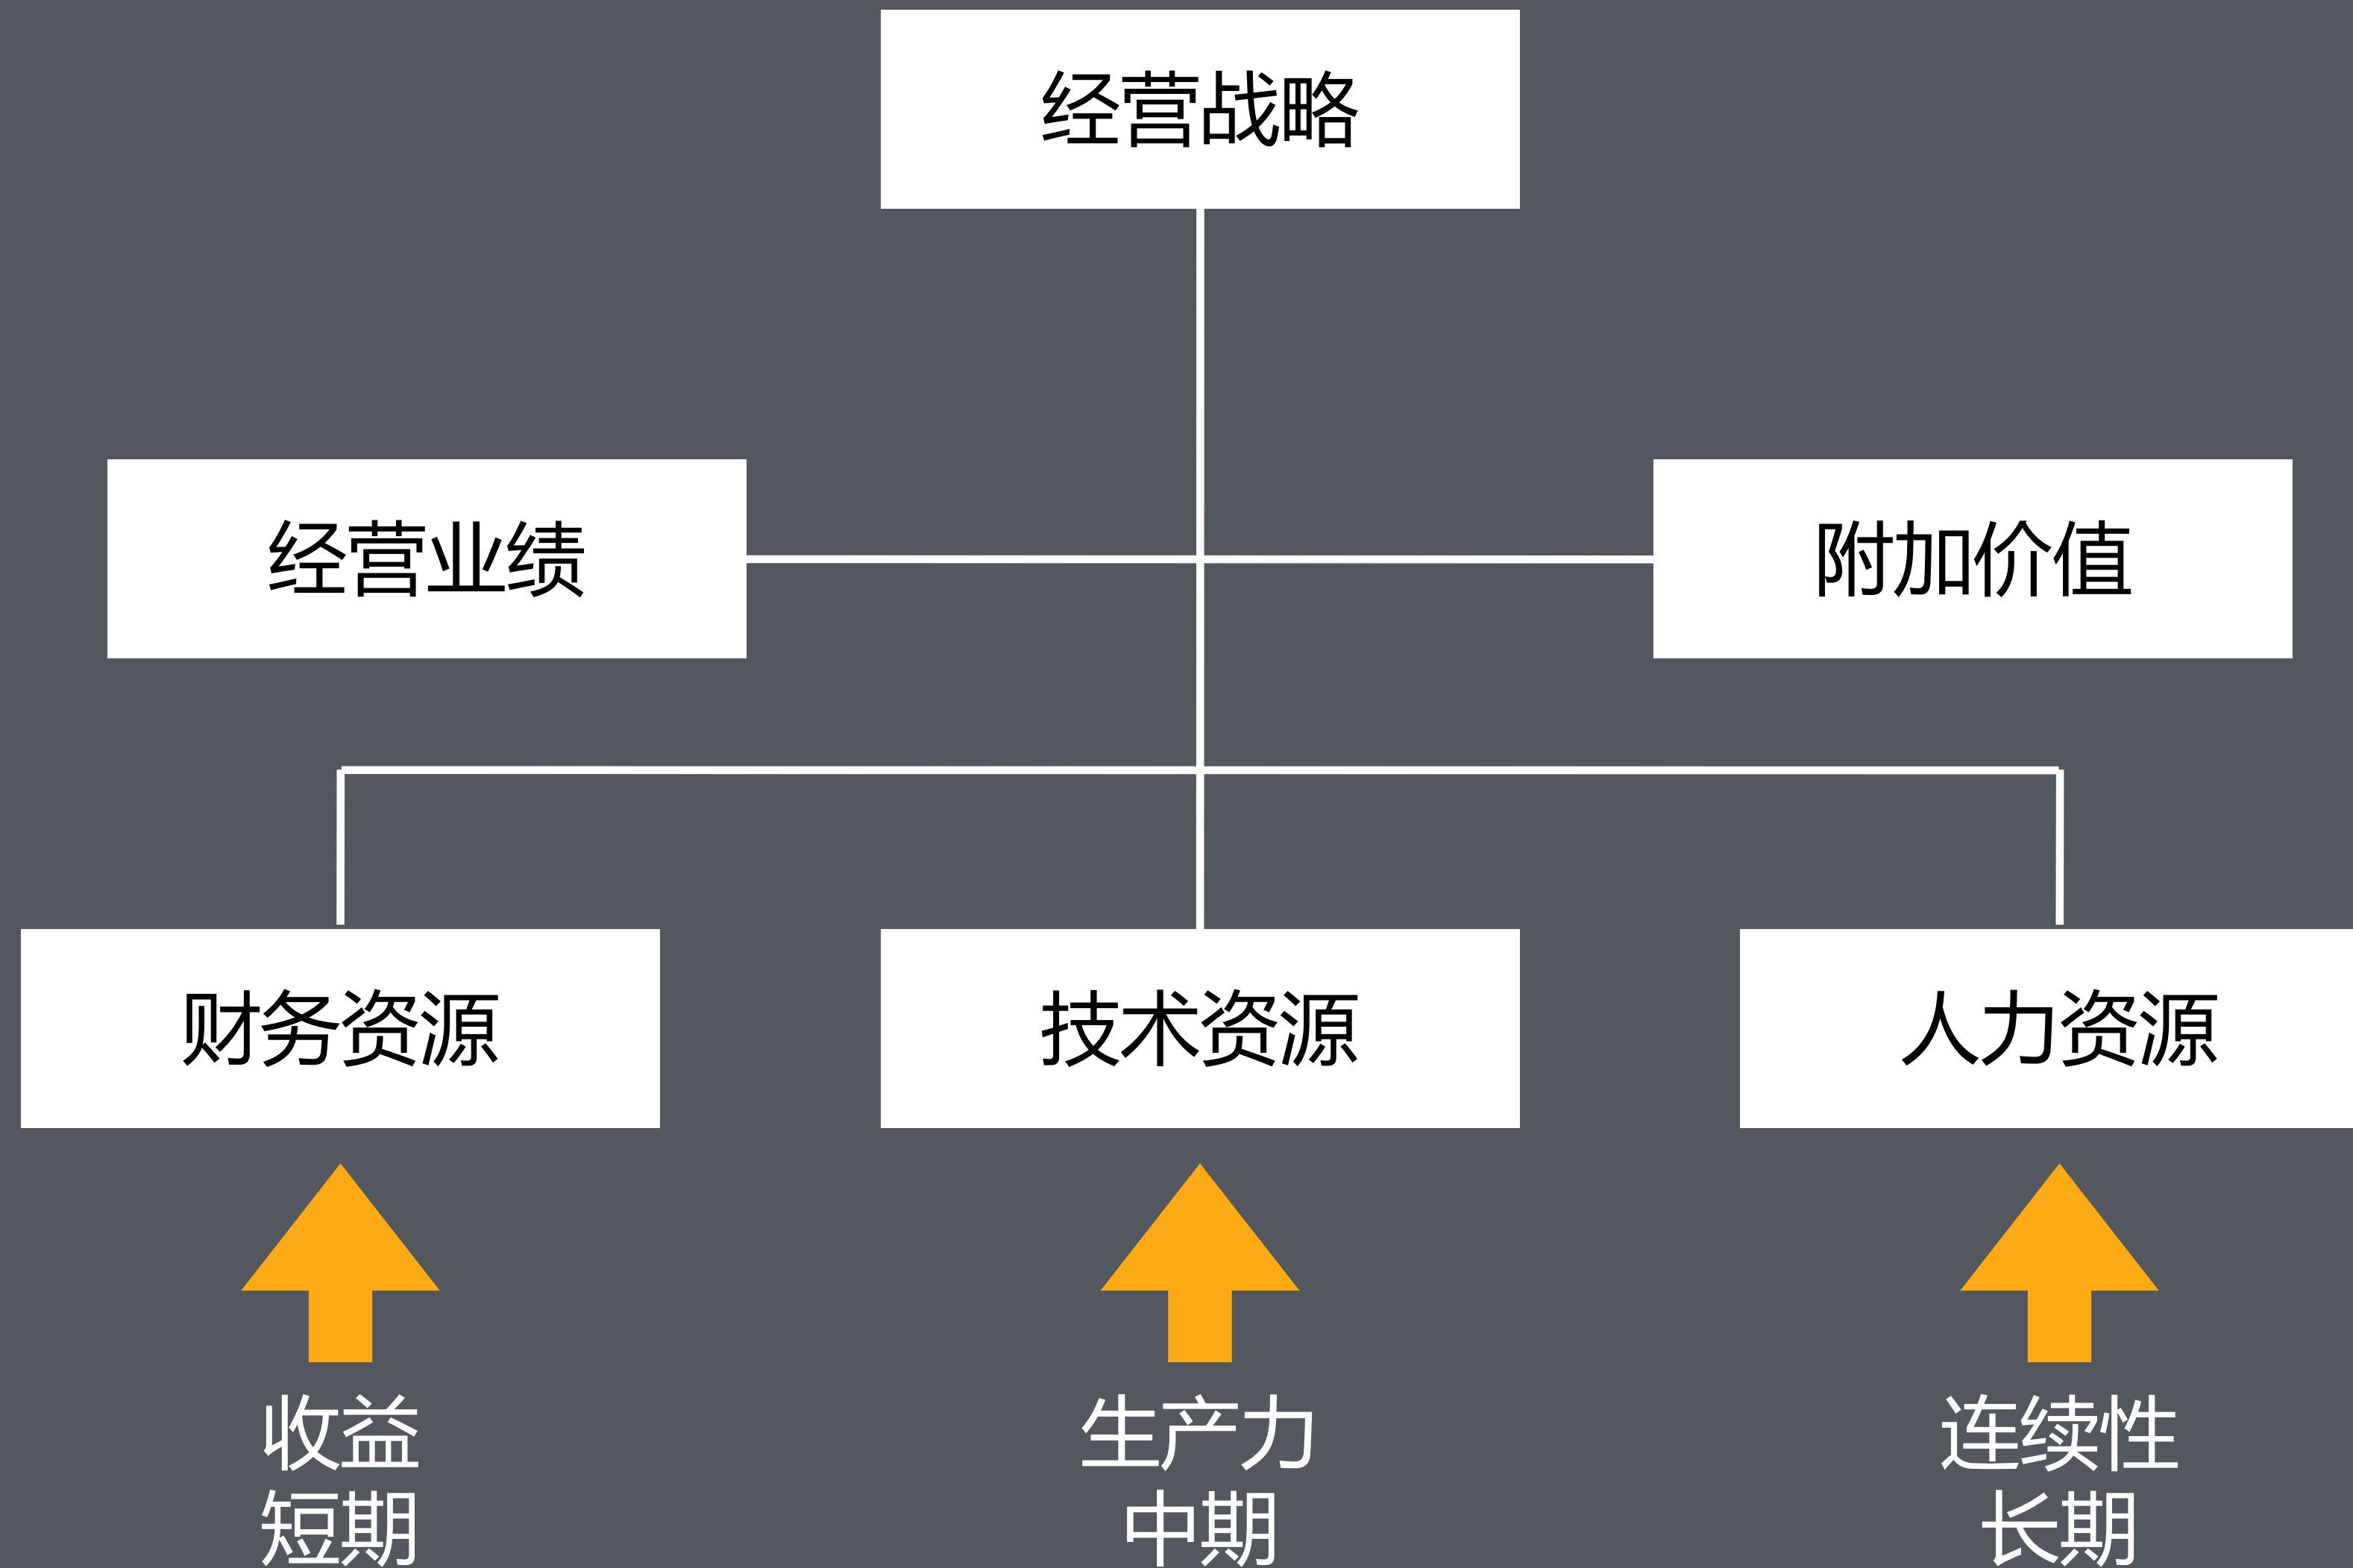 经营战略
经营业绩
附加价值
财务资源
技术资源
人力资源
收益
短期
生产力
中期
连续性
长期